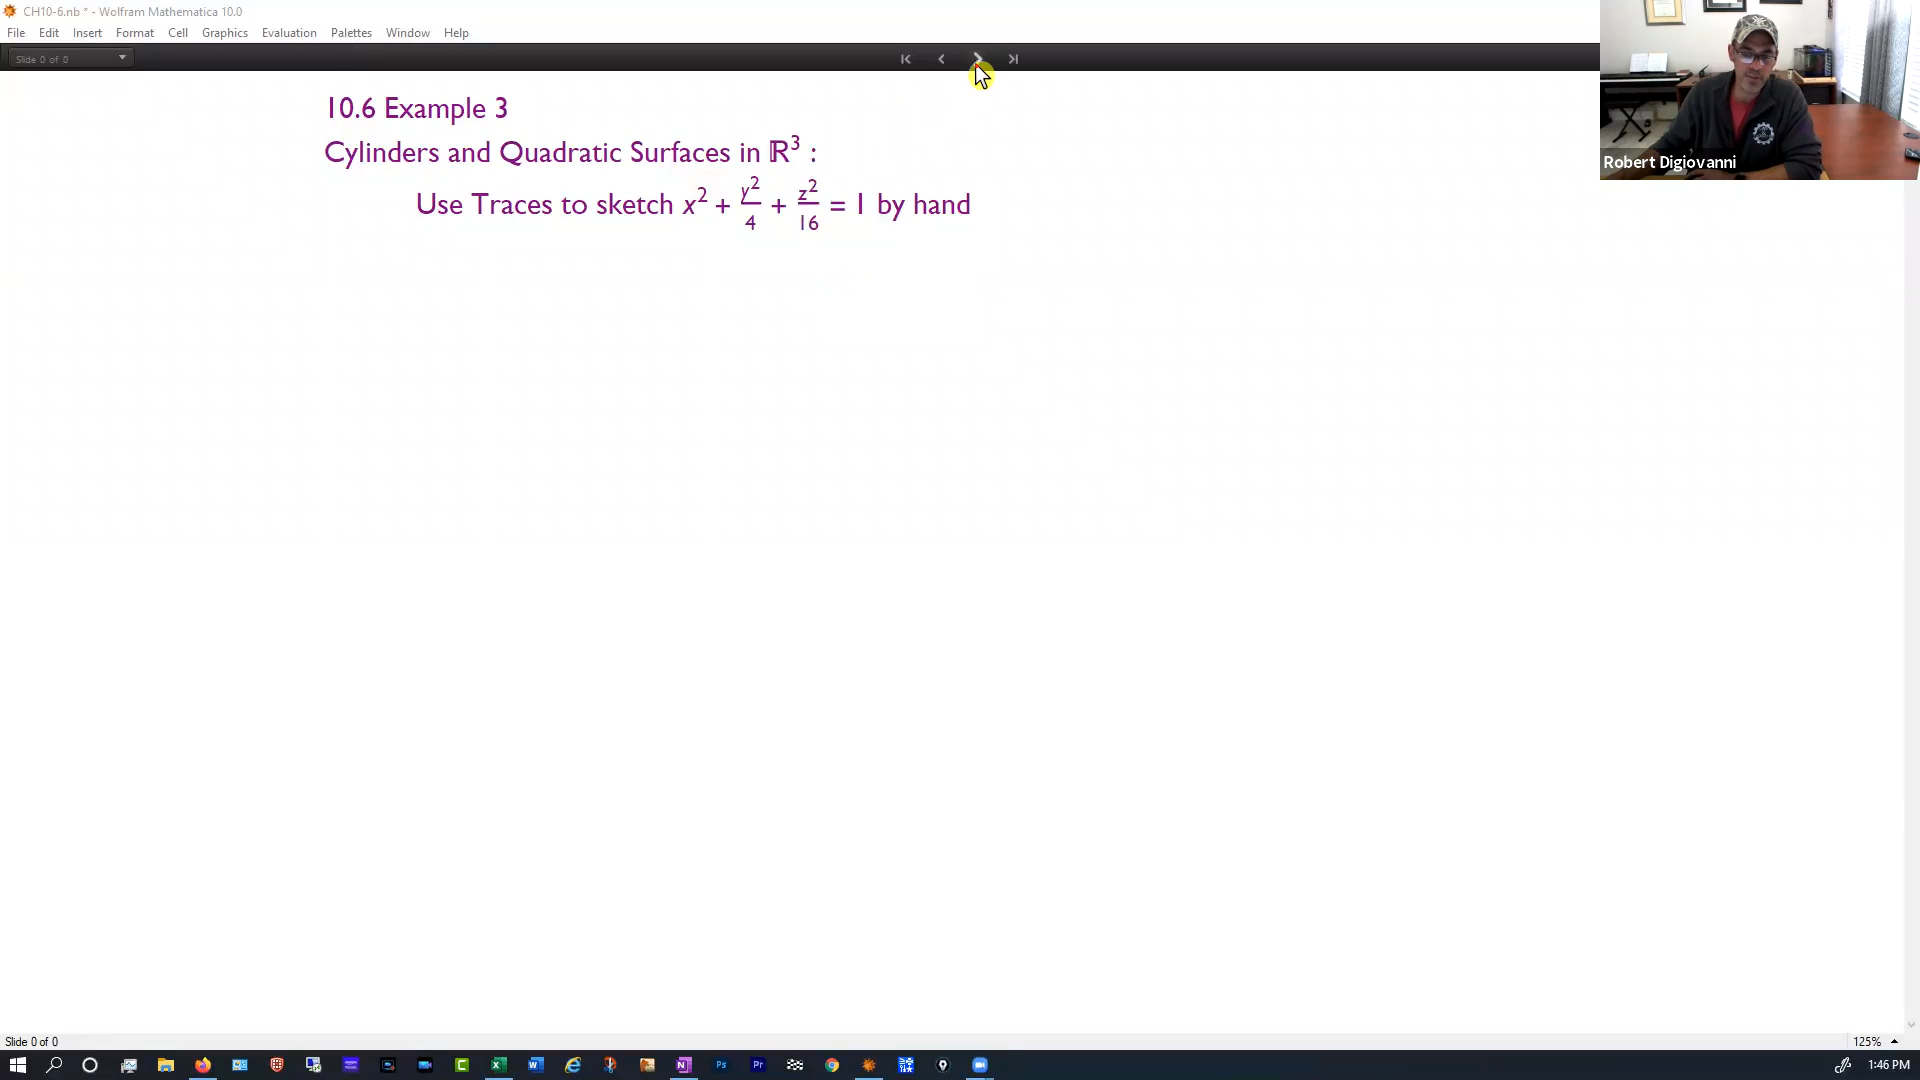 CH10-6.nb * - Wolfram Mathematica 10.0
File Edit Insert Format Cell Graphics Evaluation Palettes Window Help
Slide 0 of 0
10.6 Example 3
Cylinders and Quadratic Surfaces in ℝ³ :
Use Traces to sketch x² + y²/4 + z²/16 = 1 by hand
Robert Digiovanni
Slide 0 of 0
125%
1:46 PM